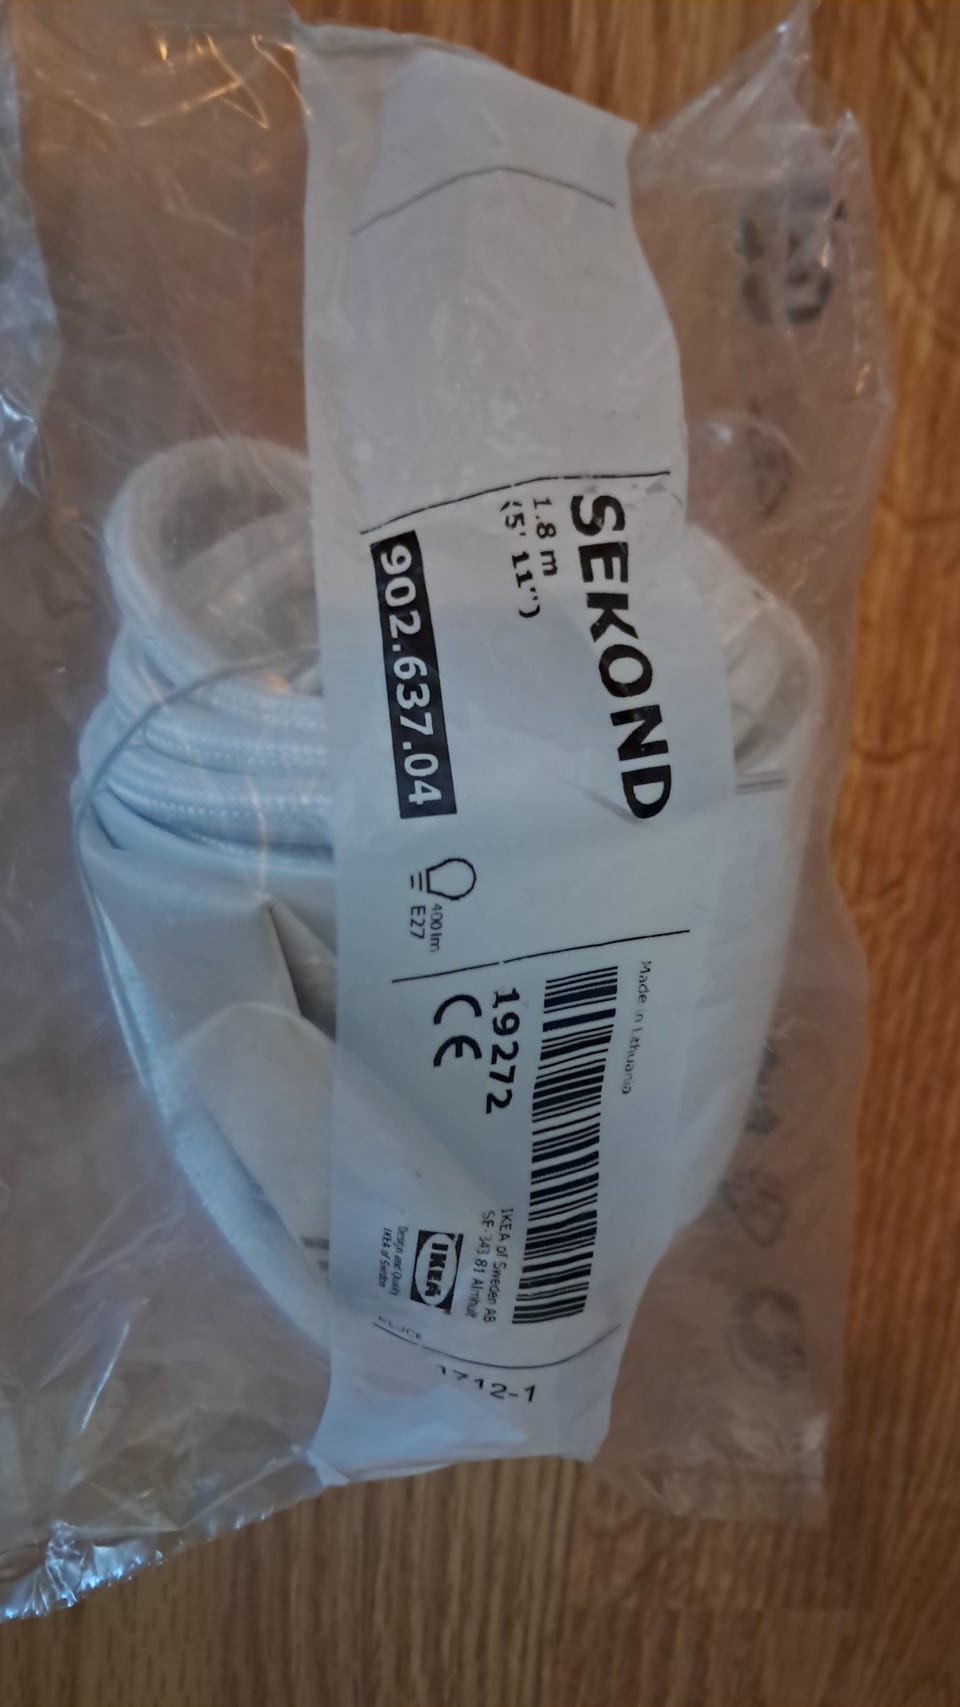 SEKOND
1.8 m
(5' 11")
902.637.04
400 lm
E27
Made in Lithuania
19272
CE
IKEA of Sweden AB
SE-343 81 Älmhult
IKEA
Design and Quality
IKEA of Sweden
12-1